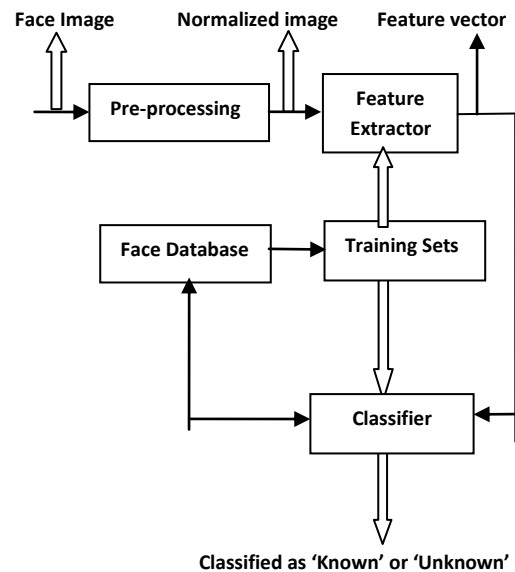 Face Image
Normalized image
Feature vector
Pre-processing
Feature
Extractor
Face Database
Training Sets
Classifier
Classified as ‘Known’ or ‘Unknown’